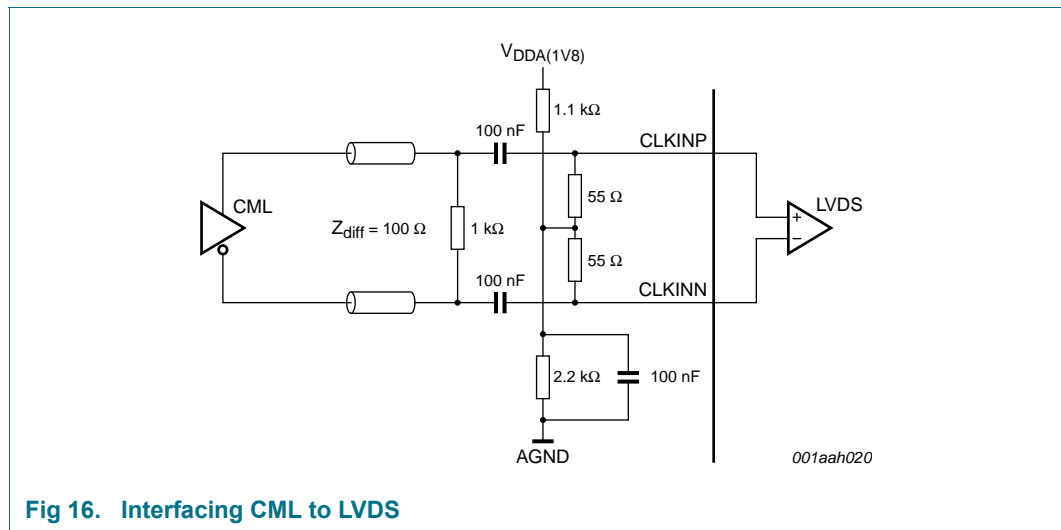 VDDA(1V8)
1.1 kΩ
100 nF
CLKINP
55 Ω
CML
LVDS
Zdiff = 100 Ω
1 kΩ
+
−
55 Ω
100 nF
CLKINN
2.2 kΩ
100 nF
AGND
001aah020
Fig 16. Interfacing CML to LVDS